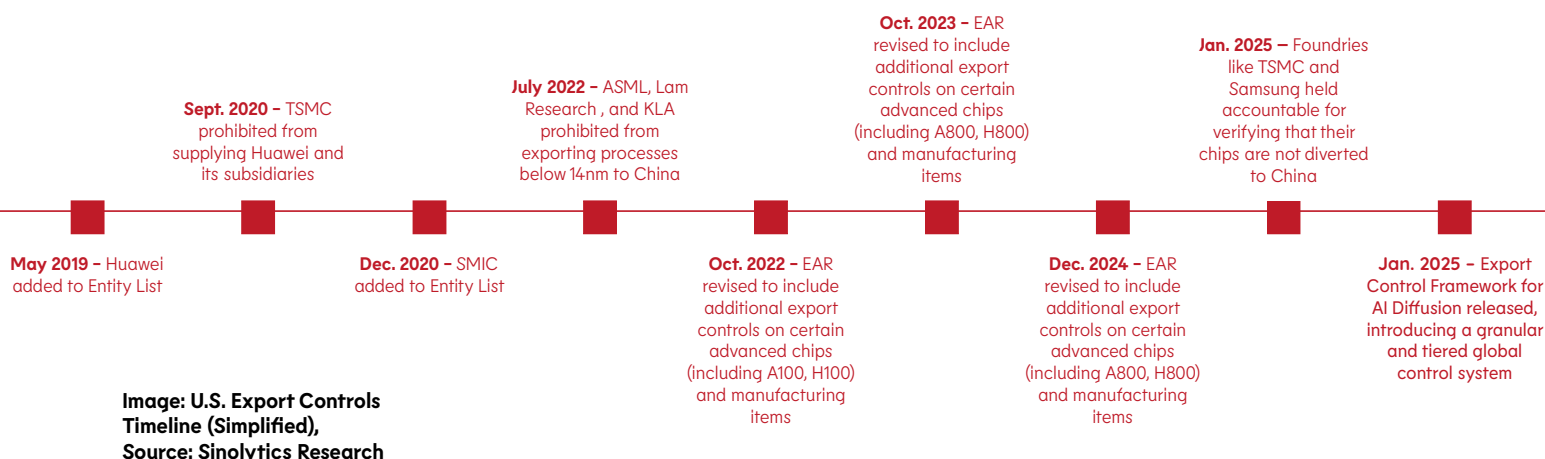 May 2019 – Huawei
added to Entity List
Sept. 2020 – TSMC
prohibited from
supplying Huawei and
its subsidiaries
Dec. 2020 – SMIC
added to Entity List
July 2022 – ASML, Lam
Research , and KLA
prohibited from
exporting processes
below 14nm to China
Oct. 2022 – EAR
revised to include
additional export
controls on certain
advanced chips
(including A100, H100)
and manufacturing
items
Oct. 2023 – EAR
revised to include
additional export
controls on certain
advanced chips
(including A800, H800)
and manufacturing
items
Dec. 2024 – EAR
revised to include
additional export
controls on certain
advanced chips
(including A800, H800)
and manufacturing
items
Jan. 2025 – Foundries
like TSMC and
Samsung held
accountable for
verifying that their
chips are not diverted
to China
Jan. 2025 – Export
Control Framework for
AI Diffusion released,
introducing a granular
and tiered global
control system
Image: U.S. Export Controls
Timeline (Simplified),
Source: Sinolytics Research